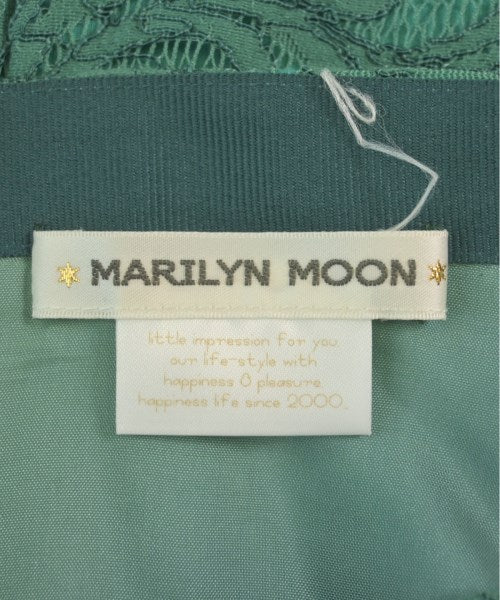 MARILYN MOON
little impression for you.
our life-style with
happiness & pleasure.
happiness life since 2000.